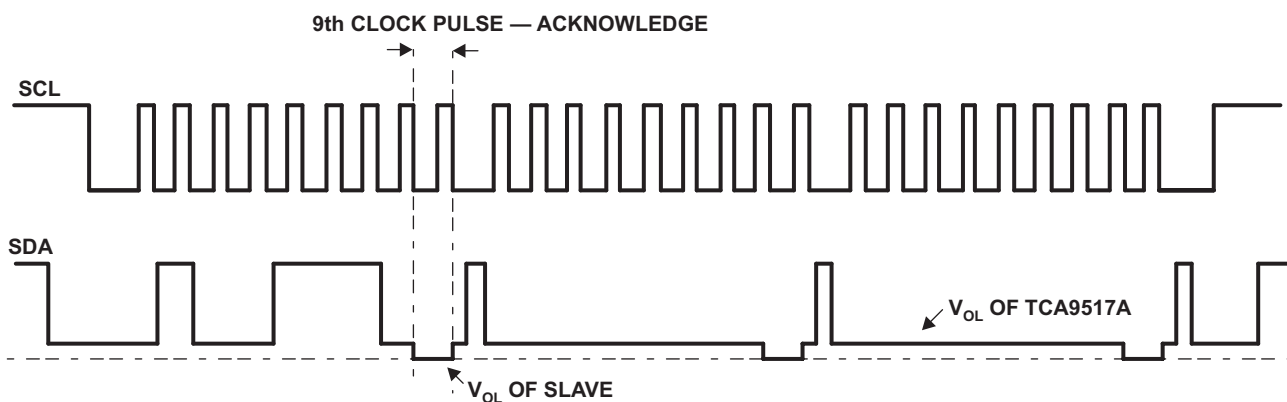 9th CLOCK PULSE — ACKNOWLEDGE
SCL
SDA
VOL OF TCA9517A
VOL OF SLAVE